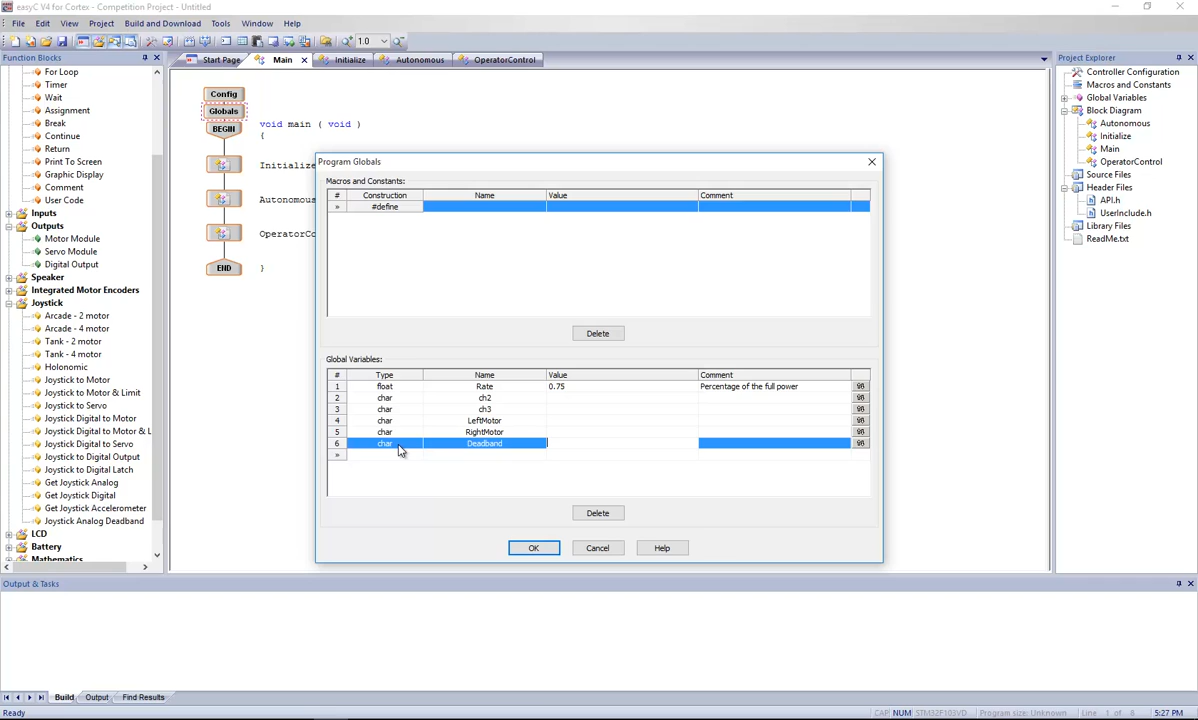 easyC V4 for Cortex - Competition Project - Untitled
File Edit View Project Build and Download Tools Window Help
1.0
Function Blocks
Start Page Main Initialize Autonomous OperatorControl
Project Explorer
For Loop
Timer
Wait
Assignment
Break
Continue
Return
Print To Screen
Graphic Display
Comment
User Code
Inputs
Outputs
Motor Module
Servo Module
Digital Output
Speaker
Integrated Motor Encoders
Joystick
Arcade - 2 motor
Arcade - 4 motor
Tank - 2 motor
Tank - 4 motor
Holonomic
Joystick to Motor
Joystick to Motor & Limit
Joystick to Servo
Joystick Digital to Motor
Joystick Digital to Motor & L
Joystick Digital to Servo
Joystick to Digital Output
Joystick to Digital Latch
Get Joystick Analog
Get Joystick Digital
Get Joystick Accelerometer
Joystick Analog Deadband
LCD
Battery
Mathematics
Config
Globals
BEGIN
void main ( void )
{
Initialize
Autonomous
OperatorCo
END
}
Program Globals
Macros and Constants:
# Construction Name Value Comment
» #define
Delete
Global Variables:
# Type Name Value Comment
1 float Rate 0.75 Percentage of the full power
2 char ch2
3 char ch3
4 char LeftMotor
5 char RightMotor
6 char Deadband
»
Delete
OK Cancel Help
Controller Configuration
Macros and Constants
Global Variables
Block Diagram
Autonomous
Initialize
Main
OperatorControl
Source Files
Header Files
API.h
UserInclude.h
Library Files
ReadMe.txt
Output & Tasks
Build Output Find Results
Ready
CAP NUM STM32F103VD Program size: Unknown Line 1 of 8 5:27 PM